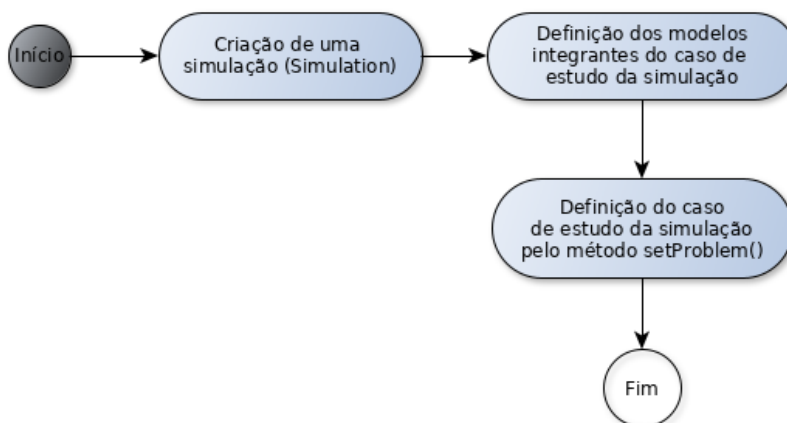 Início
Criação de uma
simulação (Simulation)
Definição dos modelos
integrantes do caso de
estudo da simulação
Definição do caso
de estudo da simulação
pelo método setProblem()
Fim